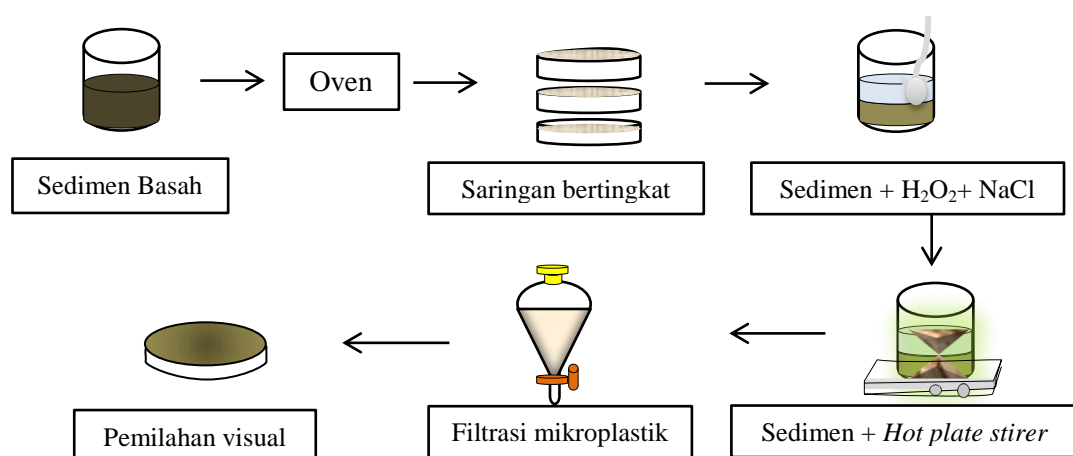 Sedimen Basah
Oven
Saringan bertingkat
Sedimen + H₂O₂+ NaCl
Sedimen + Hot plate stirer
Filtrasi mikroplastik
Pemilahan visual